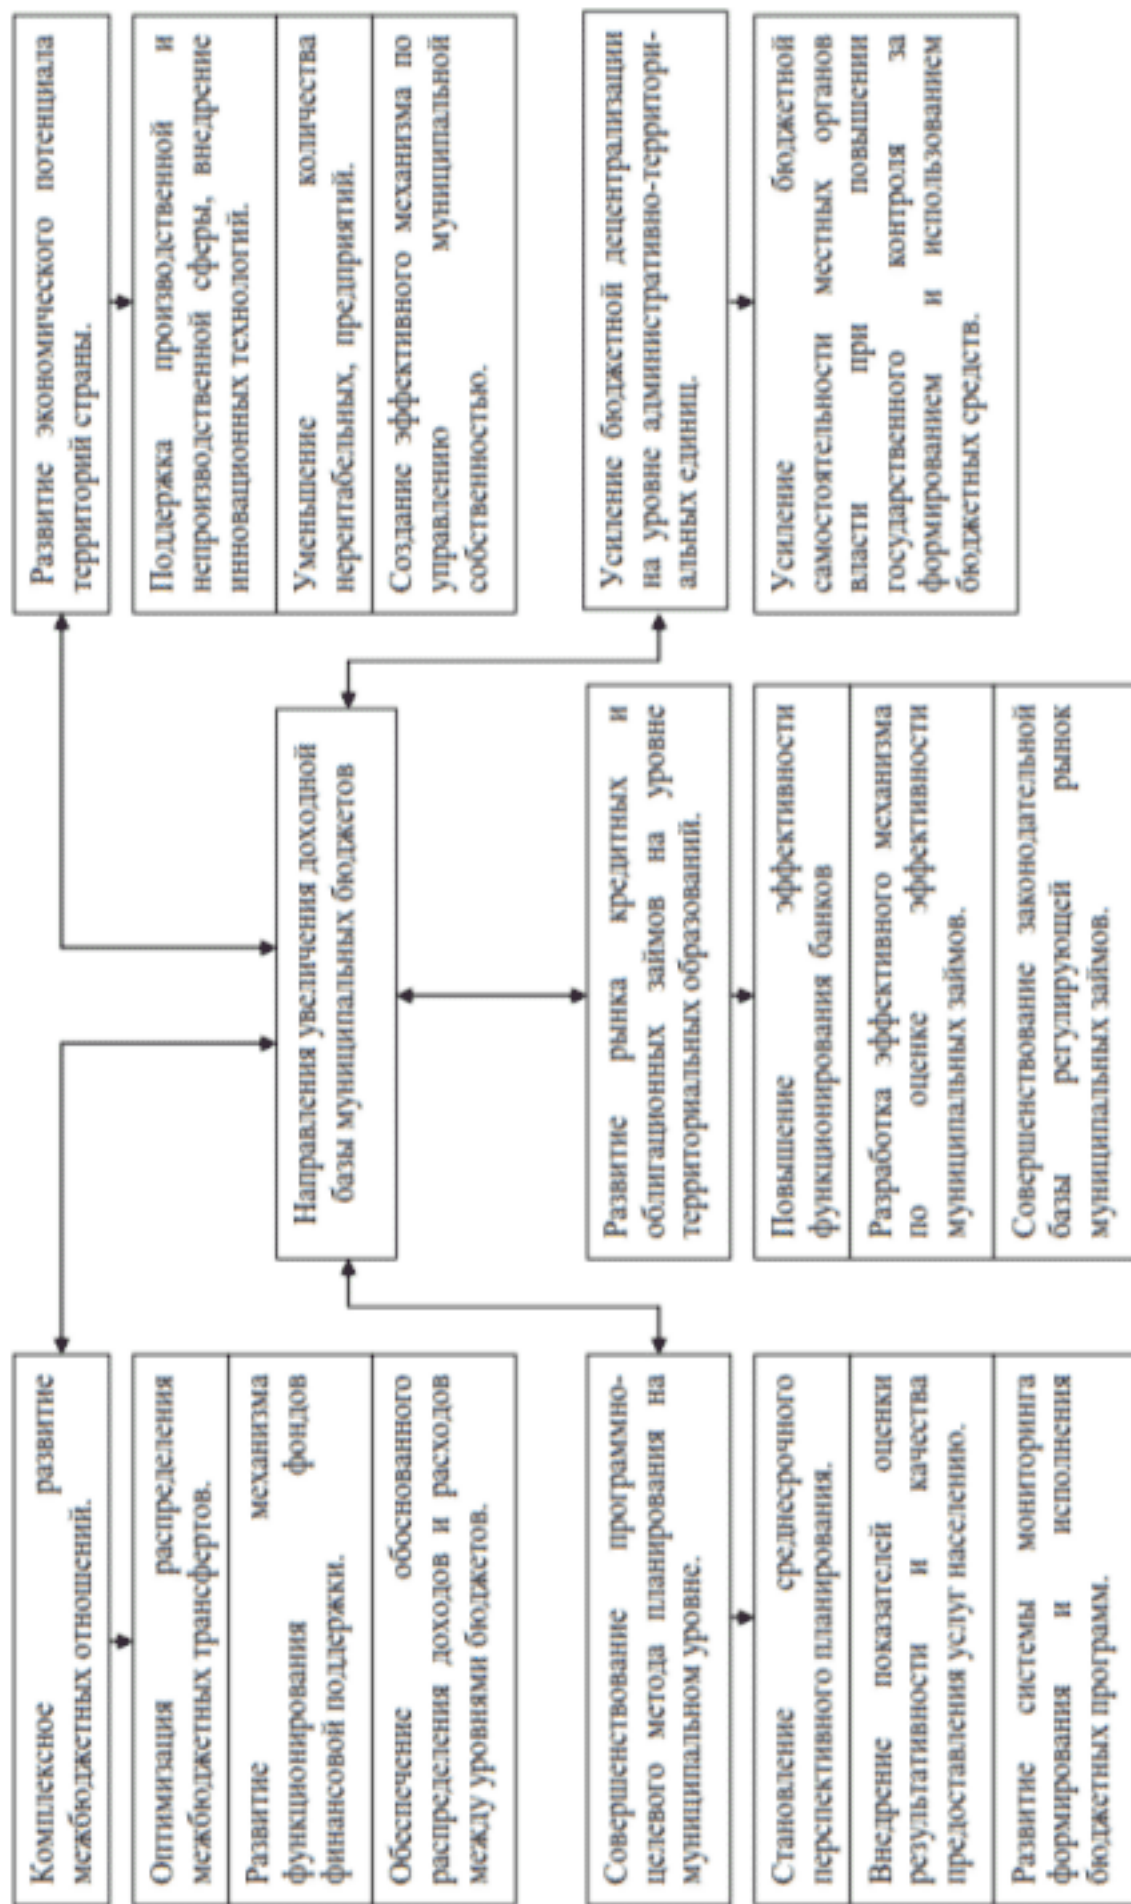 Комплексное развитие
межбюджетных отношений.
Оптимизация распределения
межбюджетных трансфертов.
Развитие механизма
функционирования фондов
финансовой поддержки.
Обеспечение обоснованного
распределения доходов и расходов
между уровнями бюджетов.
Направления увеличения доходной
базы муниципальных бюджетов
Развитие экономического потенциала
территорий страны.
Поддержка производственной и
непроизводственной сферы, внедрение
инновационных технологий.
Уменьшение количества
нерентабельных, предприятий.
Создание эффективного механизма по
управлению муниципальной
собственностью.
Совершенствование программно-
целевого метода планирования на
муниципальном уровне.
Становление среднесрочного
перспективного планирования.
Внедрение показателей оценки
результативности и качества
предоставления услуг населению.
Развитие системы мониторинга
формирования и исполнения
бюджетных программ.
Развитие рынка кредитных и
облигационных займов на уровне
территориальных образований.
Повышение эффективности
функционирования банков
Разработка эффективного механизма
по оценке эффективности
муниципальных займов.
Совершенствование законодательной
базы регулирующей рынок
муниципальных займов.
Усиление бюджетной децентрализации
на уровне административно-территори-
альных единиц.
Усиление бюджетной
самостоятельности местных органов
власти при повышении
государственного контроля за
формированием и использованием
бюджетных средств.